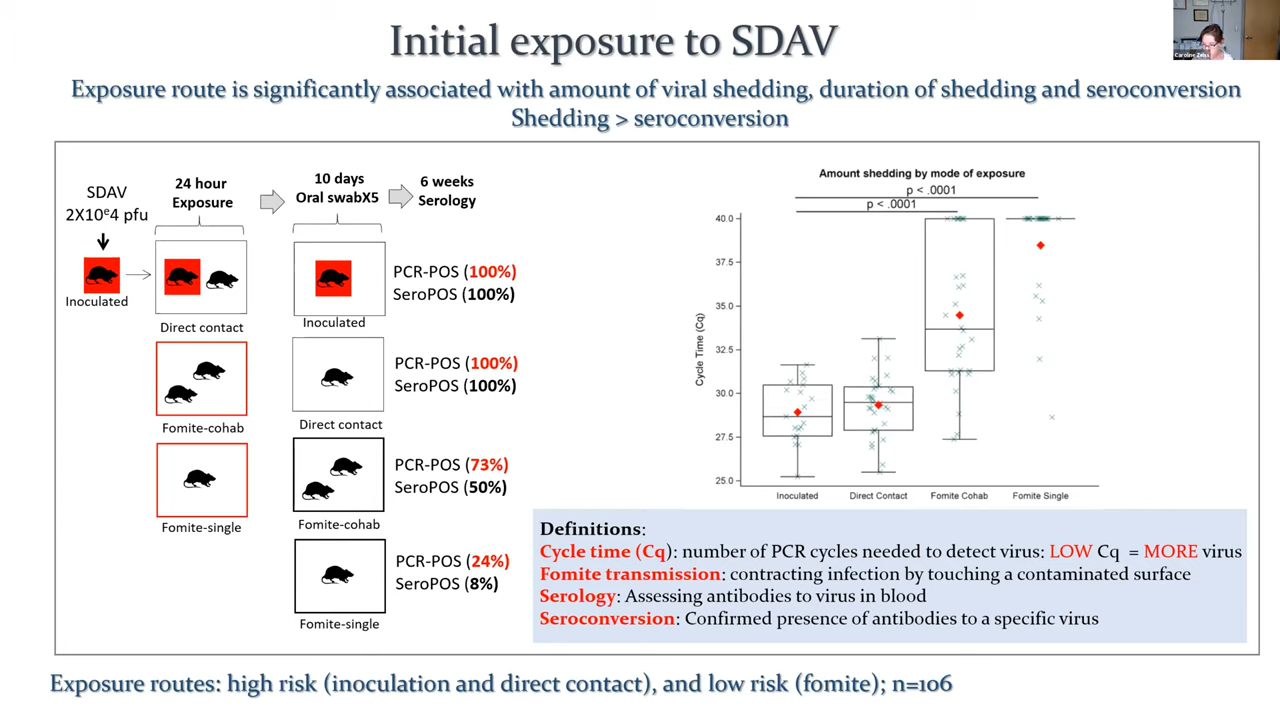 Initial exposure to SDAV
Caroline Zeiss
Exposure route is significantly associated with amount of viral shedding, duration of shedding and seroconversion
Shedding > seroconversion
SDAV
2X10ᵉ4 pfu
Inoculated
24 hour
Exposure
Direct contact
Fomite-cohab
Fomite-single
10 days
Oral swabX5
Inoculated
Direct contact
Fomite-cohab
Fomite-single
6 weeks
Serology
PCR-POS (100%)
SeroPOS (100%)
PCR-POS (100%)
SeroPOS (100%)
PCR-POS (73%)
SeroPOS (50%)
PCR-POS (24%)
SeroPOS (8%)
Amount shedding by mode of exposure
p < .0001
p < .0001
Cycle Time (Cq)
40.0
37.5
35.0
32.5
30.0
27.5
25.0
Inoculated Direct Contact Fomite Cohab Fomite Single
Definitions:
Cycle time (Cq): number of PCR cycles needed to detect virus: LOW Cq = MORE virus
Fomite transmission: contracting infection by touching a contaminated surface
Serology: Assessing antibodies to virus in blood
Seroconversion: Confirmed presence of antibodies to a specific virus
Exposure routes: high risk (inoculation and direct contact), and low risk (fomite); n=106